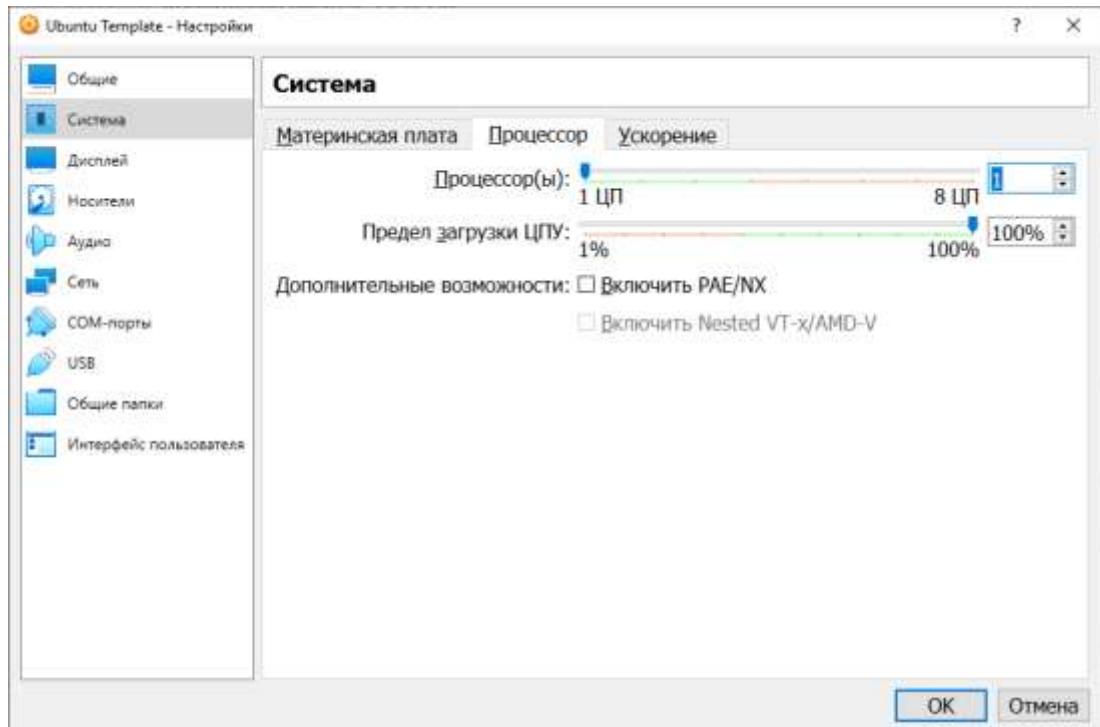 Ubuntu Template - Настройки
?
Общие
Система
Дисплей
Носители
Аудио
Сеть
COM-порты
USB
Общие папки
Интерфейс пользователя
Система
Материнская плата Процессор Ускорение
Процессор(ы): 1
1 ЦП 8 ЦП
Предел загрузки ЦПУ: 100%
1% 100%
Дополнительные возможности: Включить PAE/NX
Включить Nested VT-x/AMD-V
OK Отмена